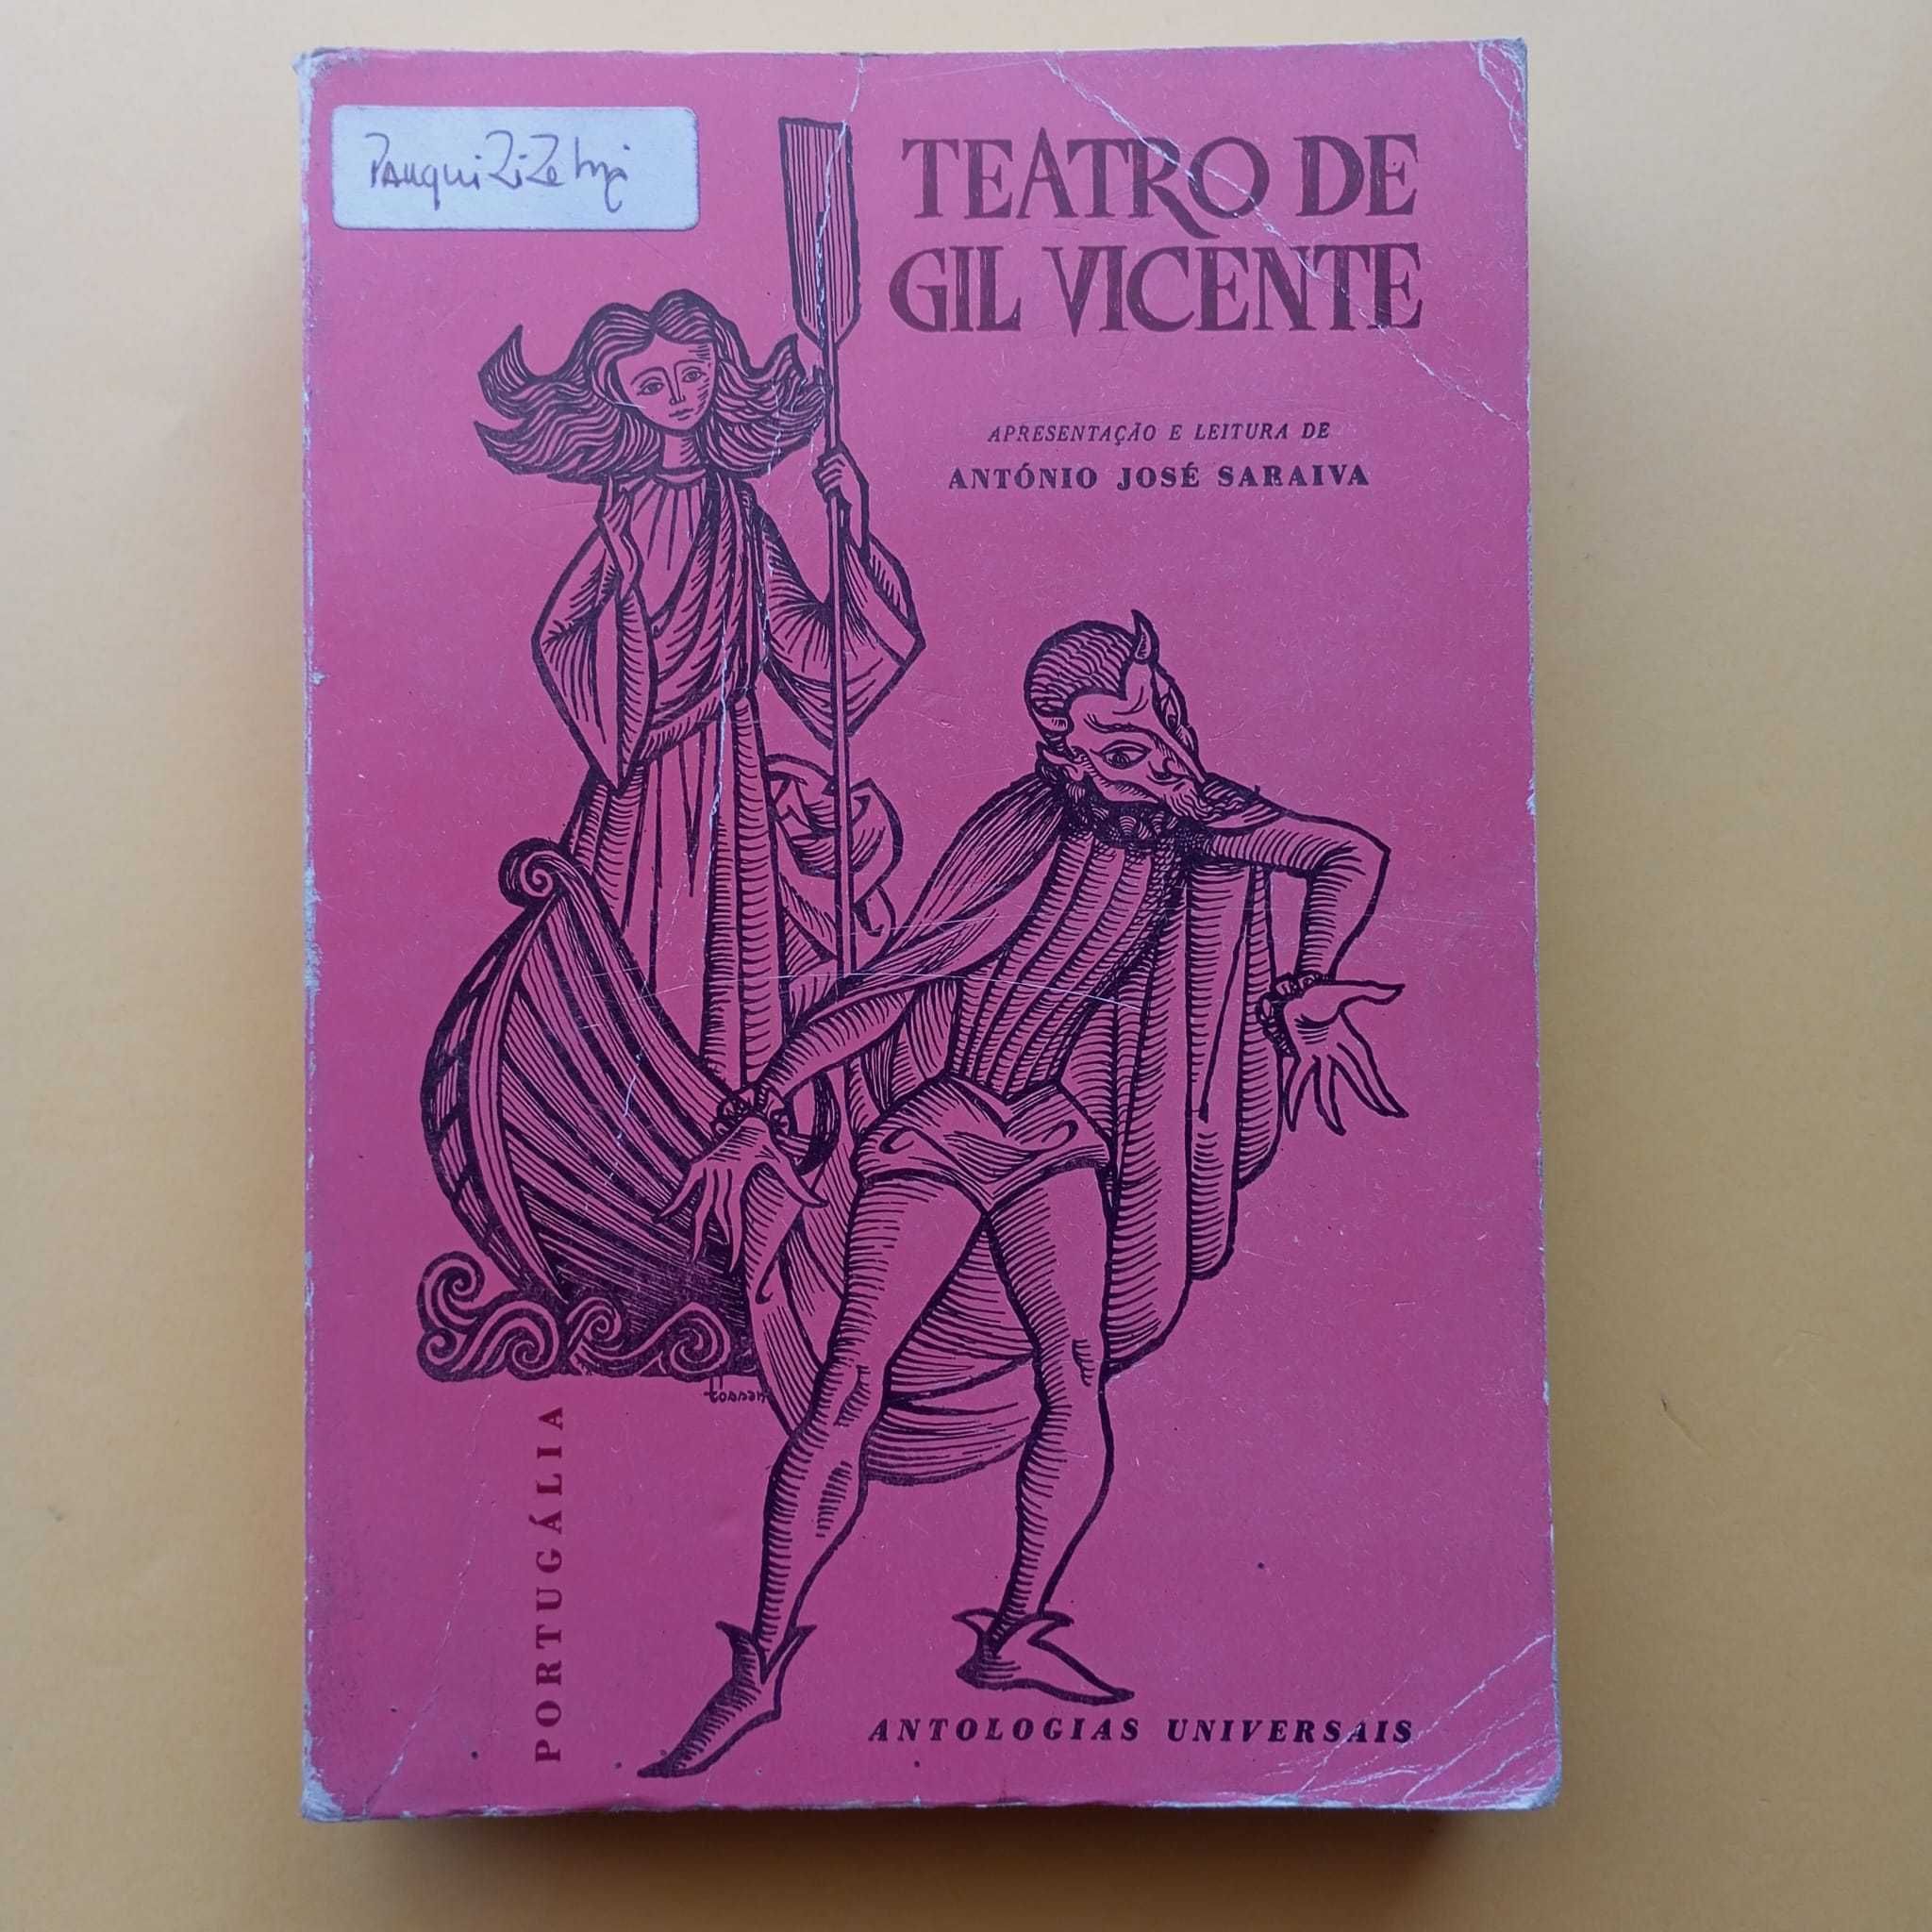 TEATRO DE
GIL VICENTE
APRESENTAÇÃO E LEITURA DE
ANTÓNIO JOSÉ SARAIVA
PORTUGÁLIA
ANTOLOGIAS UNIVERSAIS